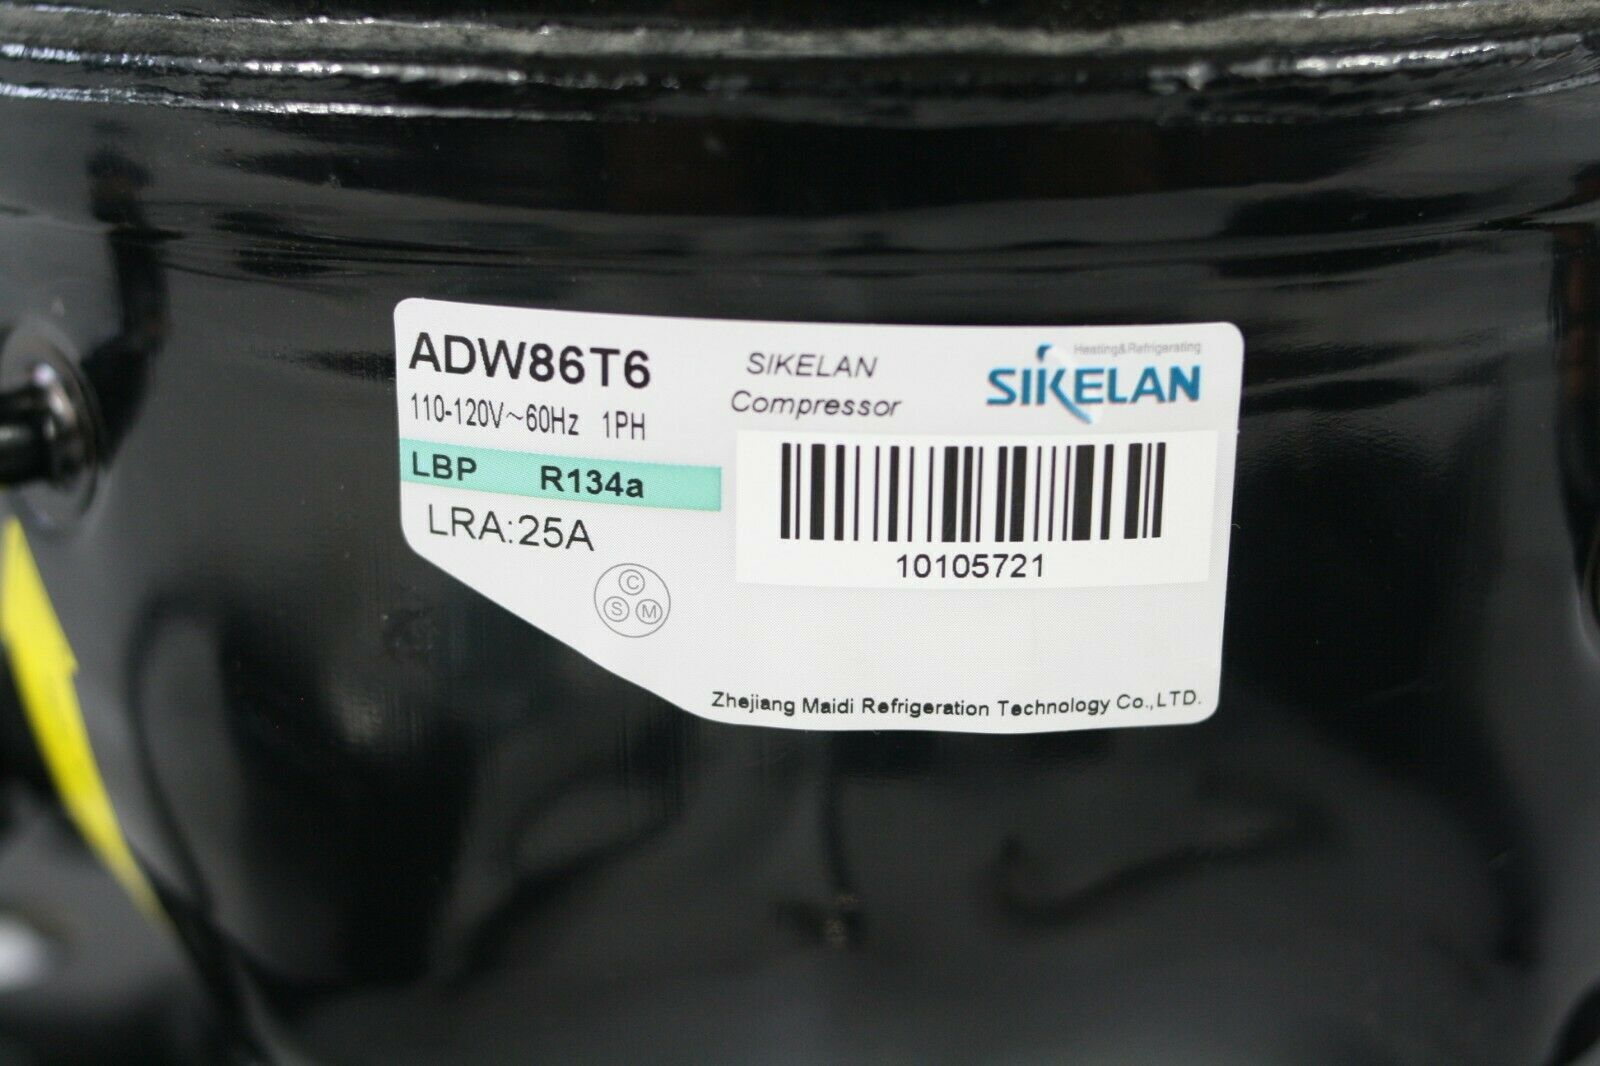 ADW86T6
110-120V~60Hz 1PH
LBP R134a
LRA:25A
C
S M
SIKELAN
Compressor
Heating&Refrigerating
SIKELAN
10105721
Zhejiang Maidi Refrigeration Technology Co.,LTD.